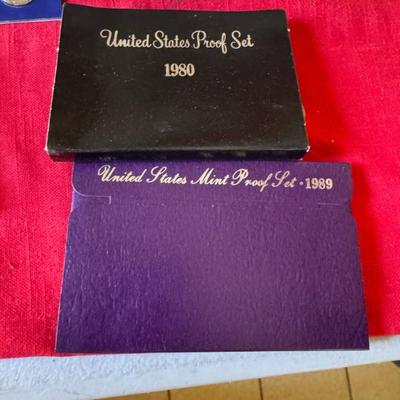 United States Proof Set
1980
United States Mint Proof Set • 1989